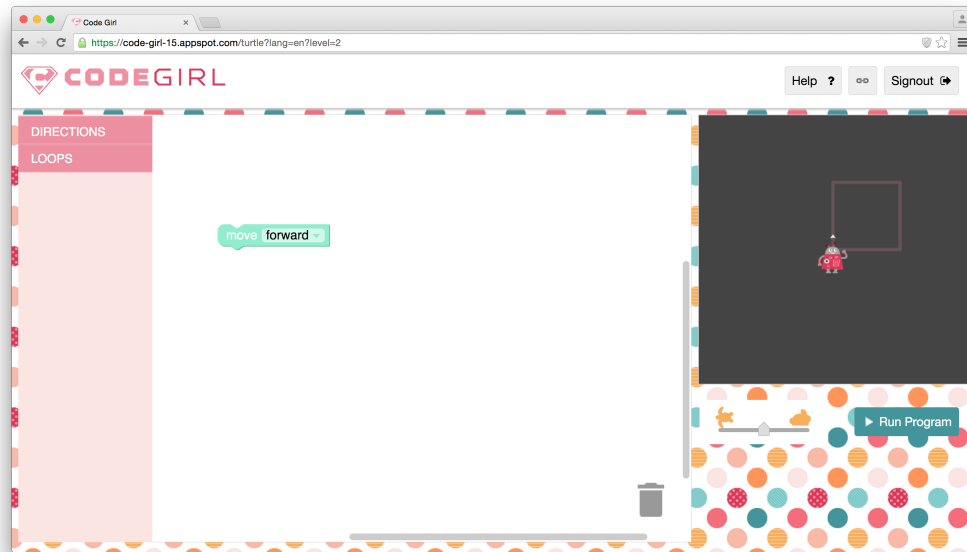 Code Girl
https://code-girl-15.appspot.com/turtle?lang=en?level=2
CODEGIRL
Help ?
Signout
DIRECTIONS
LOOPS
move forward
Run Program